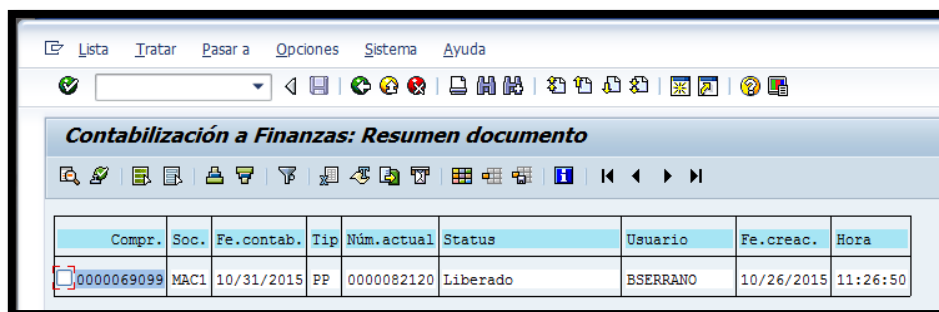 Lista Tratar Pasar a Opciones Sistema Ayuda
Contabilización a Finanzas: Resumen documento
Compr. Soc. Fe.contab. Tip Núm.actual Status Usuario Fe.creac. Hora
0000069099 MAC1 10/31/2015 PP 0000082120 Liberado BSERRANO 10/26/2015 11:26:50